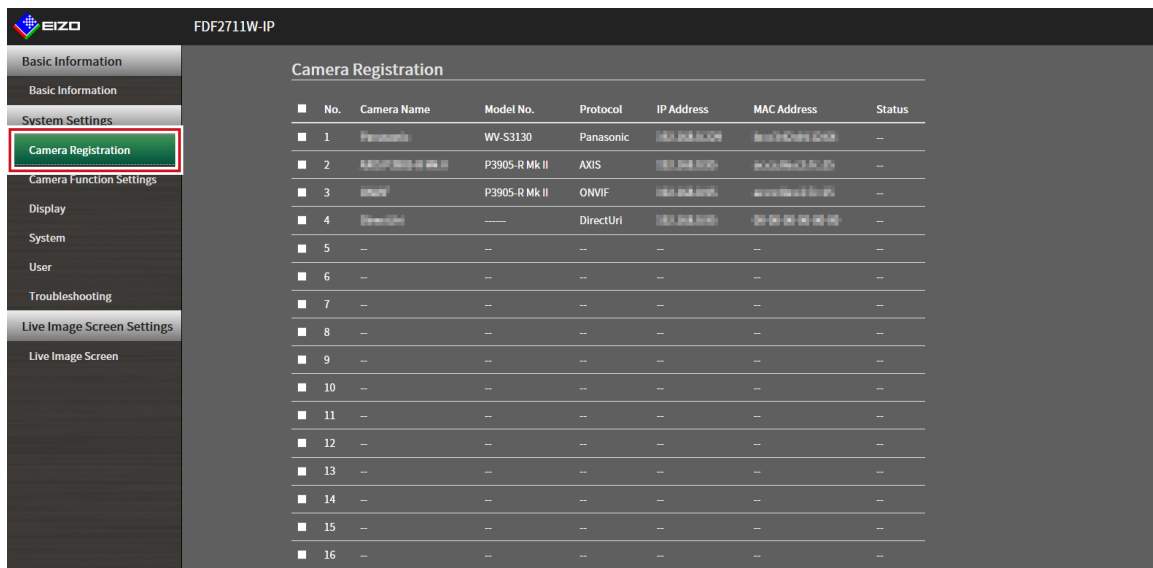 EIZO FDF2711W-IP
Basic Information
Basic Information
System Settings
Camera Registration
Camera Function Settings
Display
System
User
Troubleshooting
Live Image Screen Settings
Live Image Screen
Camera Registration
No. Camera Name Model No. Protocol IP Address MAC Address Status
1 WV-S3130 Panasonic --
2 P3905-R Mk II AXIS --
3 P3905-R Mk II ONVIF --
4 ------ DirectUri --
5 -- -- -- -- -- --
6 -- -- -- -- -- --
7 -- -- -- -- -- --
8 -- -- -- -- -- --
9 -- -- -- -- -- --
10 -- -- -- -- -- --
11 -- -- -- -- -- --
12 -- -- -- -- -- --
13 -- -- -- -- -- --
14 -- -- -- -- -- --
15 -- -- -- -- -- --
16 -- -- -- -- -- --